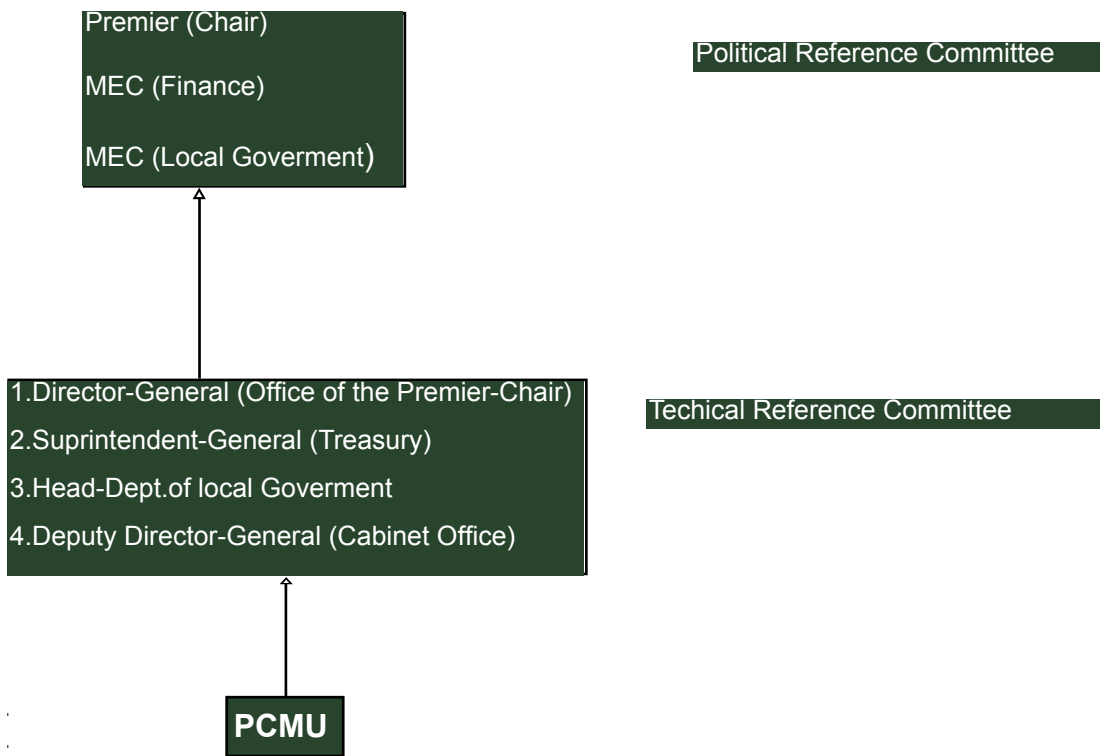 Premier (Chair)
Political Reference Committee
MEC (Finance)
MEC (Local Goverment)
1.Director-General (Office of the Premier-Chair)
Techical Reference Committee
2.Suprintendent-General (Treasury)
3.Head-Dept.of local Goverment
4.Deputy Director-General (Cabinet Office)
PCMU